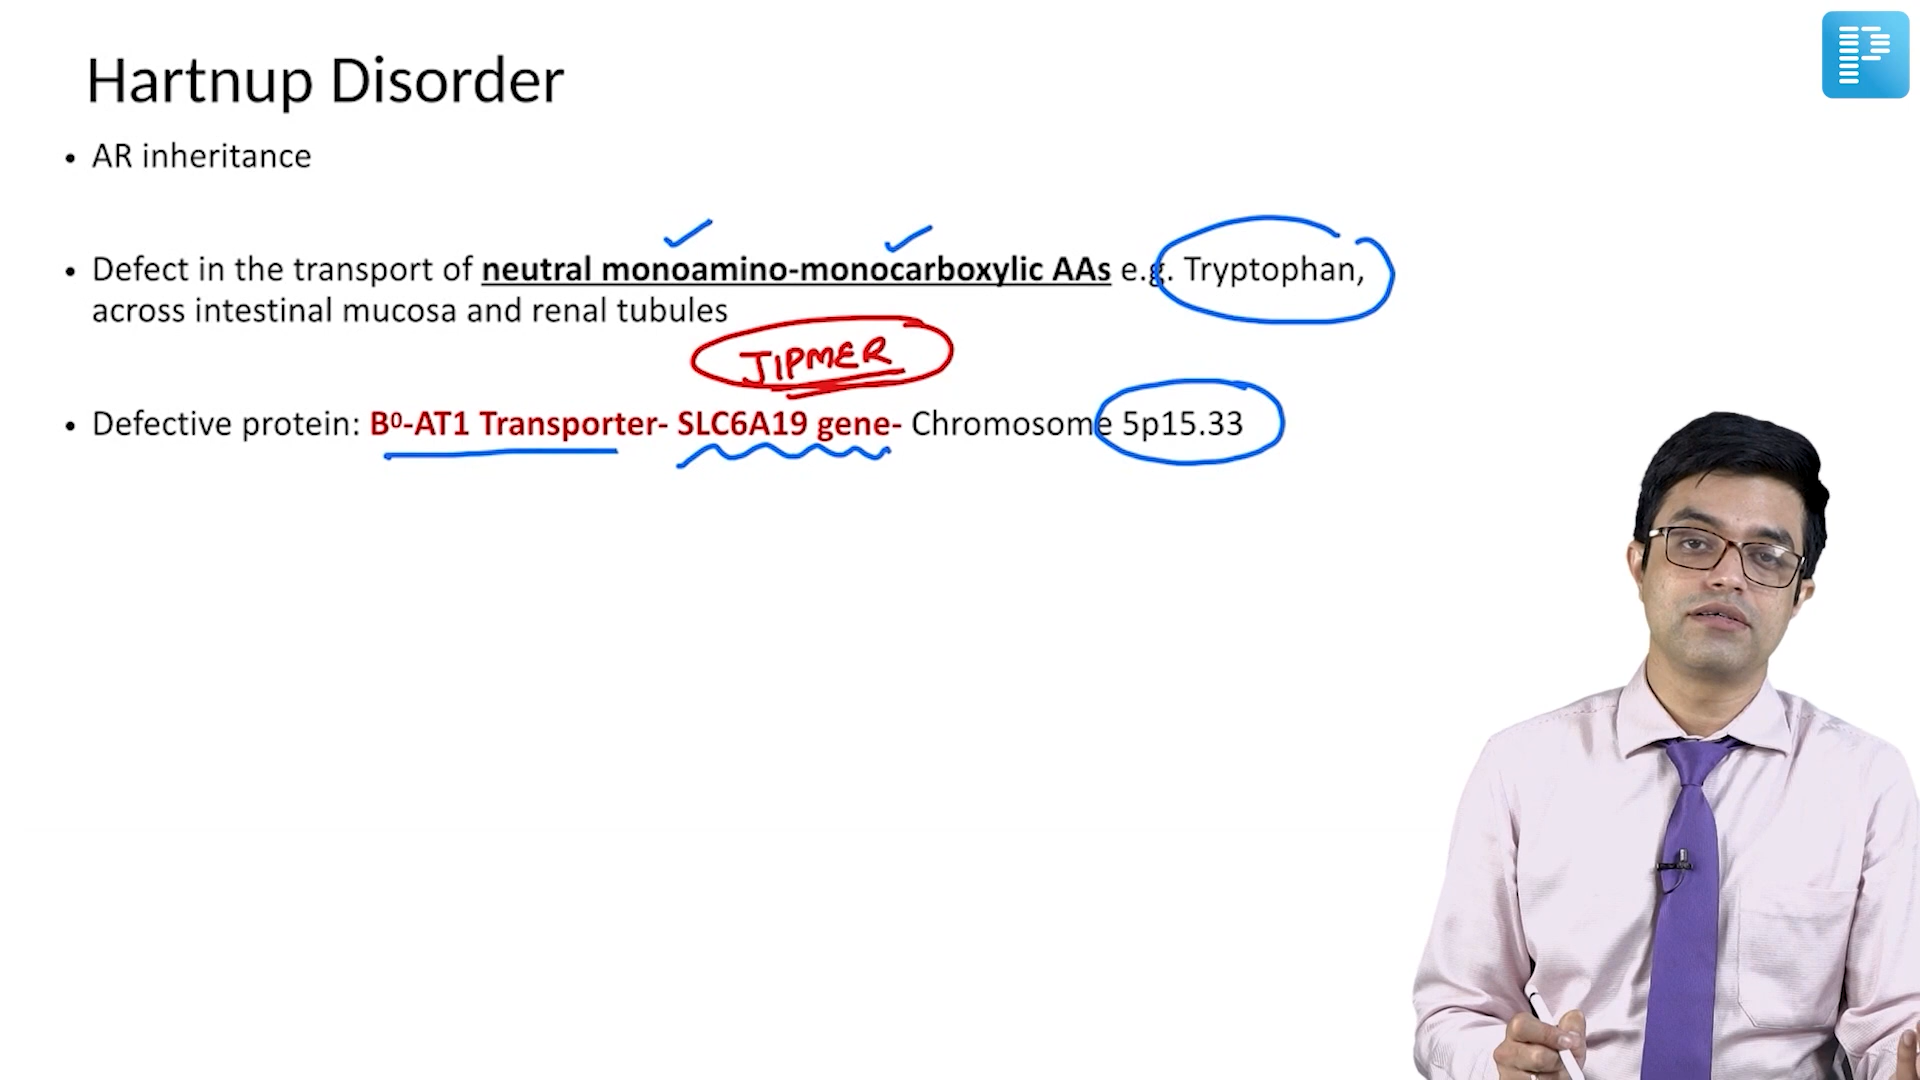 Hartnup Disorder
• AR inheritance
• Defect in the transport of neutral monoamino-monocarboxylic AAs e.g. Tryptophan,
across intestinal mucosa and renal tubules
JIPMER
• Defective protein: B⁰-AT1 Transporter- SLC6A19 gene- Chromosome 5p15.33